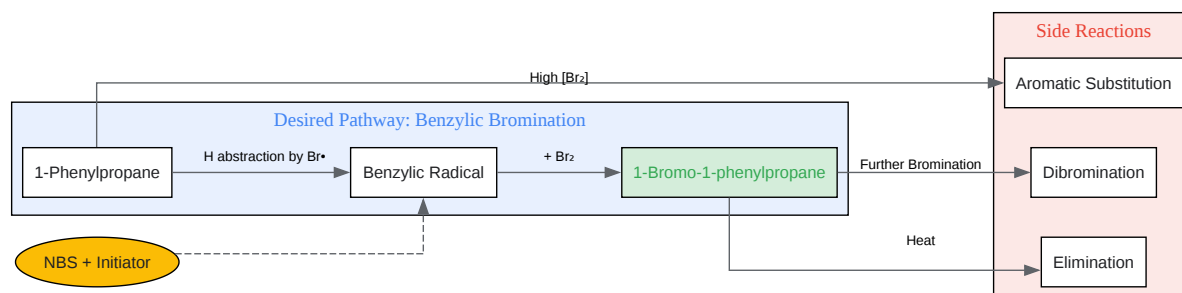 Side Reactions
High [Br₂]
Aromatic Substitution
Desired Pathway: Benzylic Bromination
1-Phenylpropane
H abstraction by Br•
Benzylic Radical
+ Br₂
1-Bromo-1-phenylpropane
Further Bromination
Dibromination
NBS + Initiator
Heat
Elimination